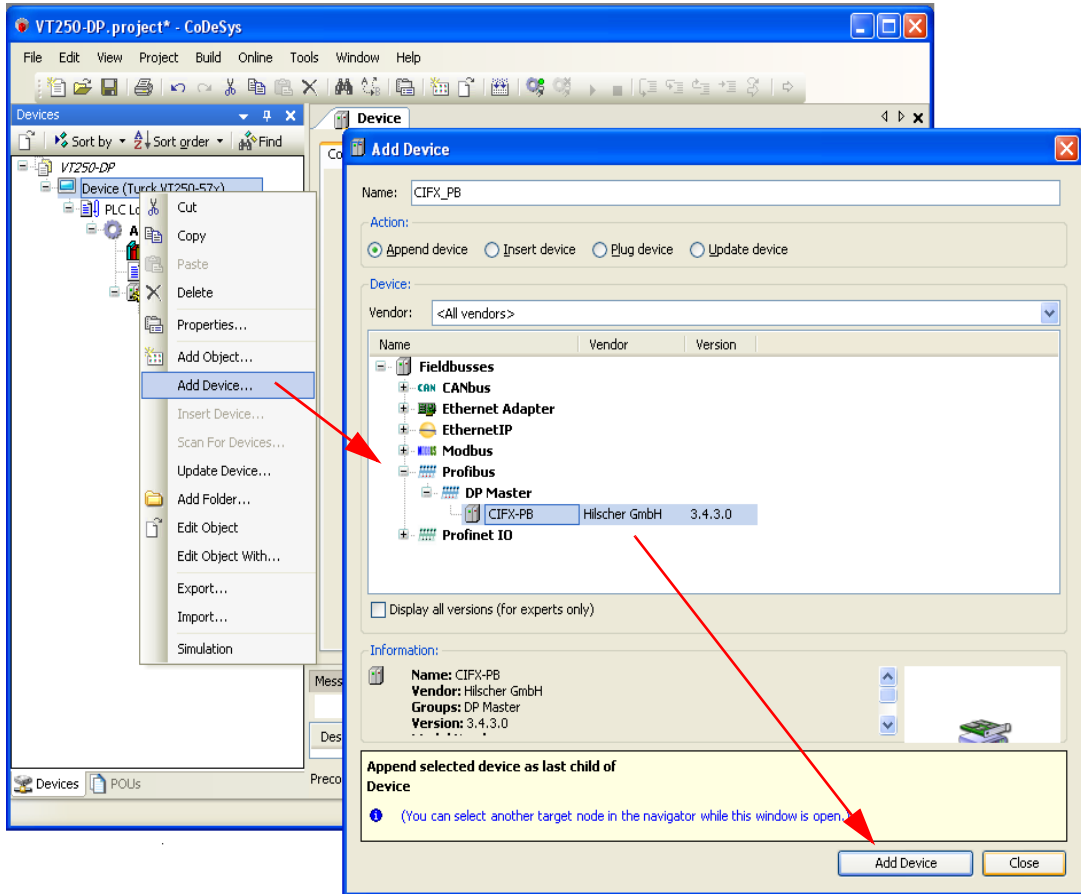 VT250-DP.project* - CoDeSys
File Edit View Project Build Online Tools Window Help
Devices
Sort by Sort order Find
VT250-DP
Device (Turck VT250-57x)
PLC Lo
A
Cut
Copy
Paste
Delete
Properties...
Add Object...
Add Device...
Insert Device...
Scan For Devices...
Update Device...
Add Folder...
Edit Object
Edit Object With...
Export...
Import...
Simulation
Devices POUs
Device
Co
Mess
Des
Preco
Add Device
Name: CIFX_PB
Action:
Append device Insert device Plug device Update device
Device:
Vendor: <All vendors>
Name Vendor Version
Fieldbusses
CAN CANbus
Ethernet Adapter
EthernetIP
Modbus
Profibus
DP Master
CIFX-PB Hilscher GmbH 3.4.3.0
Profinet IO
Display all versions (for experts only)
Information:
Name: CIFX-PB
Vendor: Hilscher GmbH
Groups: DP Master
Version: 3.4.3.0
Append selected device as last child of
Device
(You can select another target node in the navigator while this window is open.)
Add Device Close